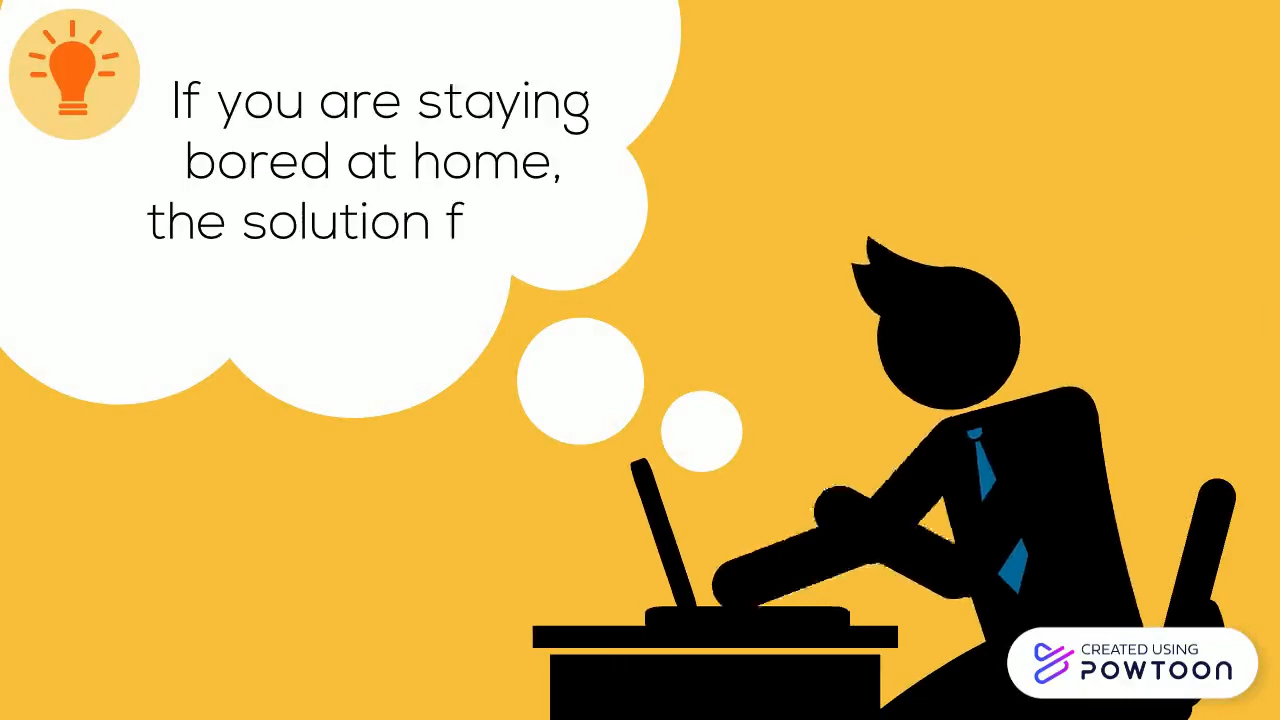 If you are staying
bored at home,
the solution f
CREATED USING
POWTOON